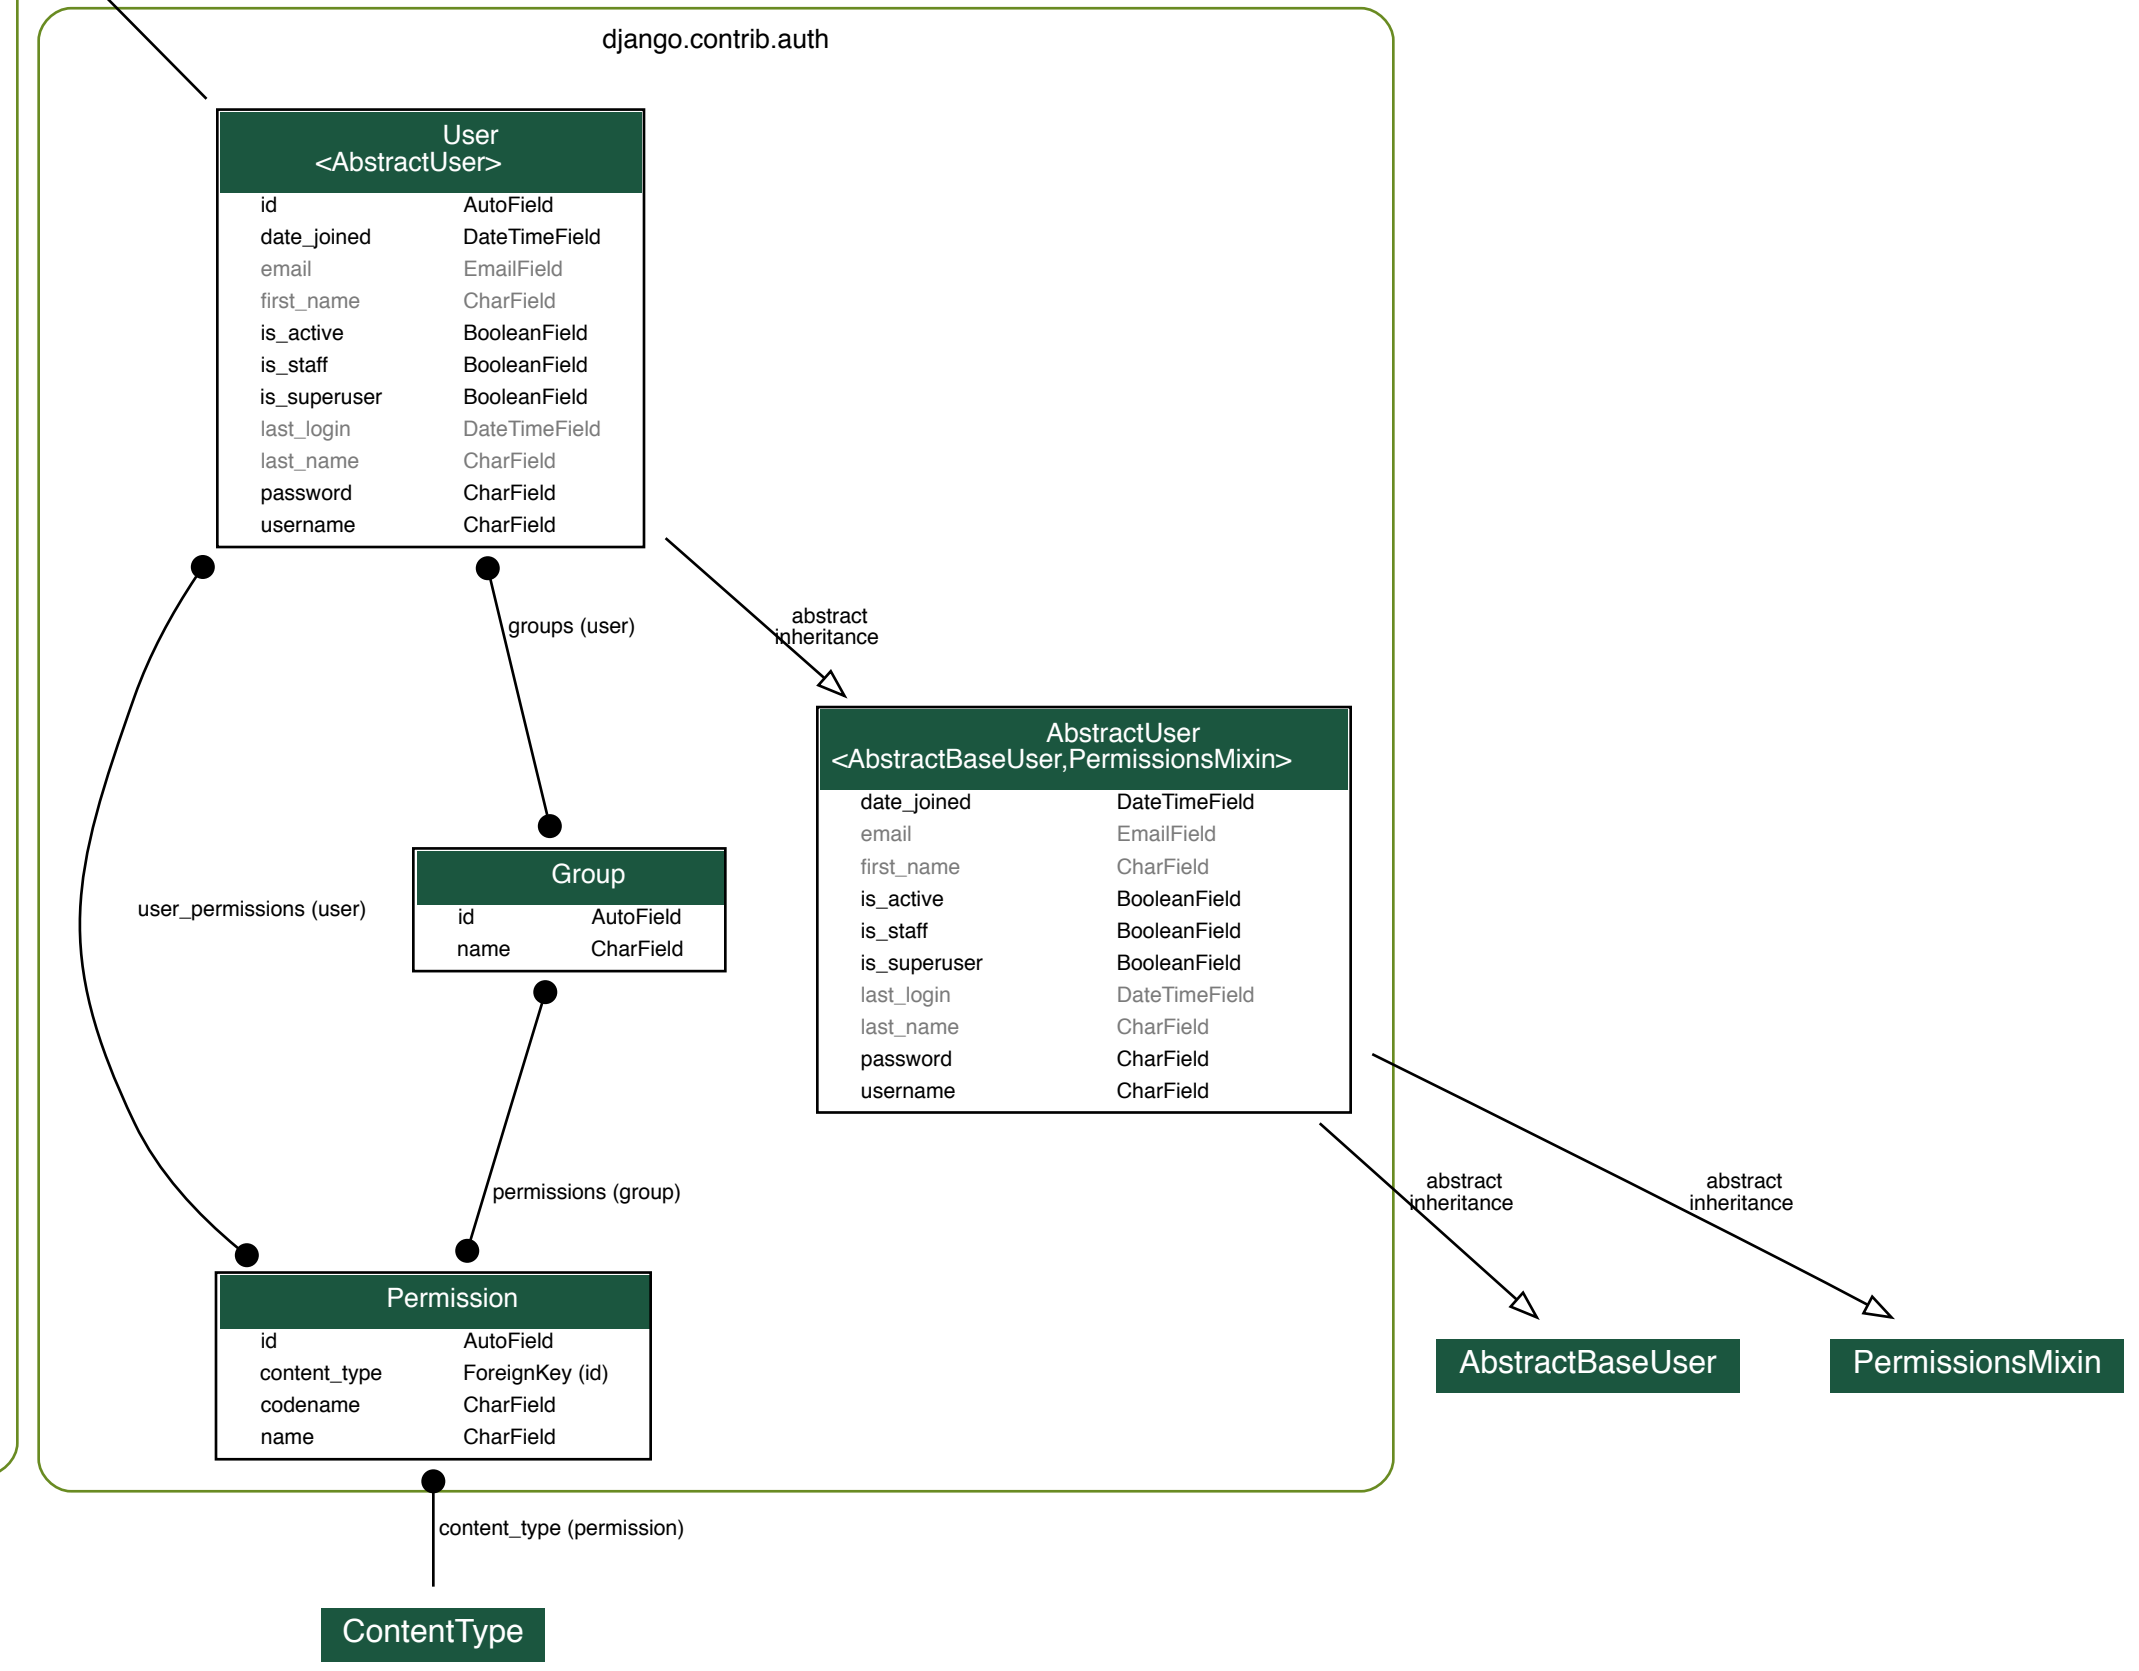 django.contrib.auth
User
<AbstractUser>
id AutoField
date_joined DateTimeField
email EmailField
first_name CharField
is_active BooleanField
is_staff BooleanField
is_superuser BooleanField
last_login DateTimeField
last_name CharField
password CharField
username CharField
groups (user)
abstract
inheritance
AbstractUser
<AbstractBaseUser,PermissionsMixin>
date_joined DateTimeField
email EmailField
first_name CharField
is_active BooleanField
is_staff BooleanField
is_superuser BooleanField
last_login DateTimeField
last_name CharField
password CharField
username CharField
user_permissions (user)
Group
id AutoField
name CharField
permissions (group)
abstract
inheritance
abstract
inheritance
Permission
id AutoField
content_type ForeignKey (id)
codename CharField
name CharField
AbstractBaseUser
PermissionsMixin
content_type (permission)
ContentType